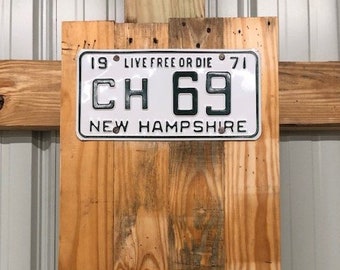 19 LIVE FREE OR DIE 71
CH 69
NEW HAMPSHIRE